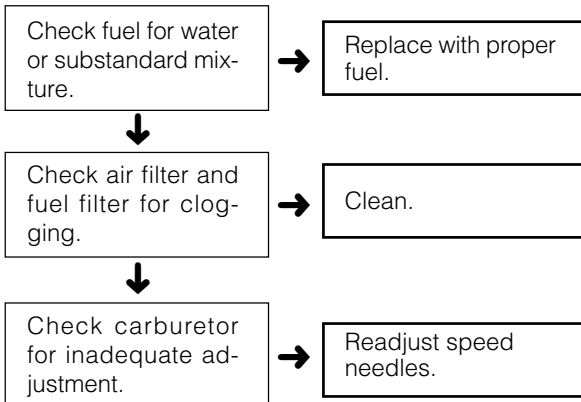 Check fuel for water
or substandard mix-
ture.
Replace with proper
fuel.
Check air filter and
fuel filter for clog-
ging.
Clean.
Check carburetor
for inadequate ad-
justment.
Readjust speed
needles.